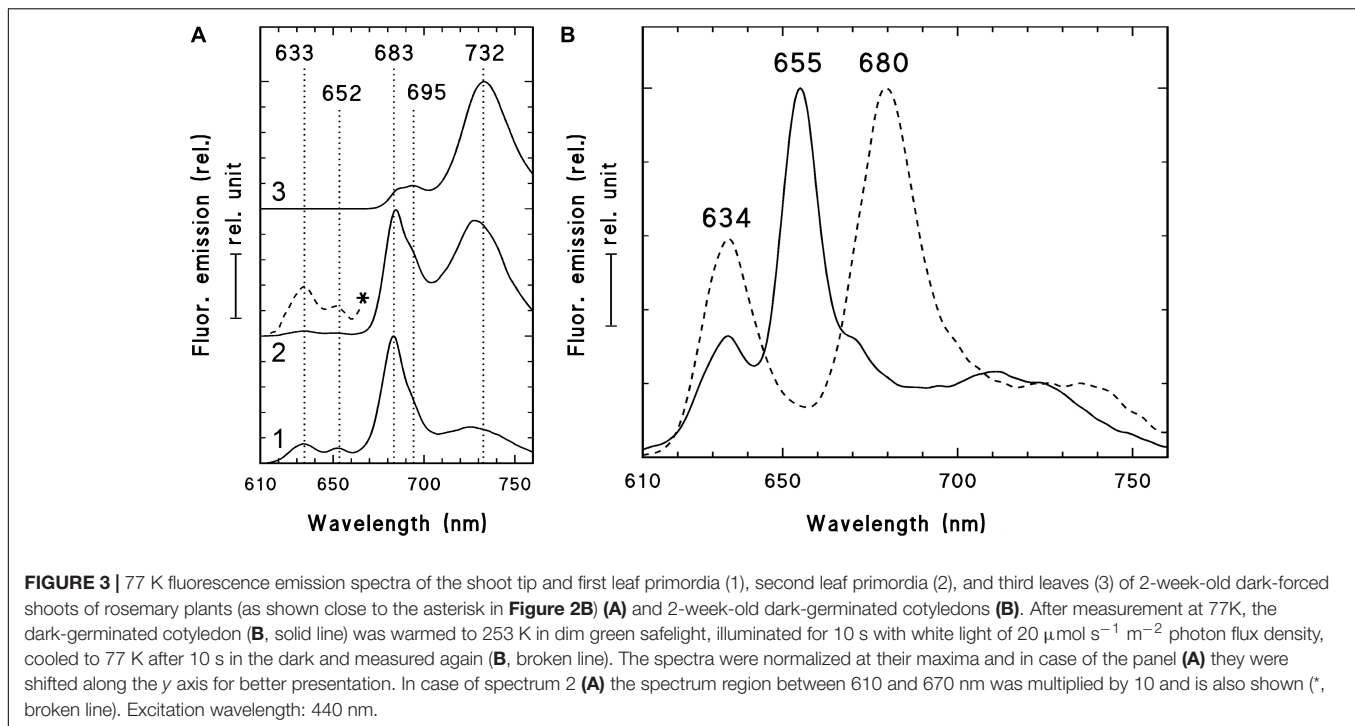 A
633 683 732
652 695
Fluor. emission (rel.)
rel. unit
3
2
*
1
610 650 700 750
Wavelength (nm)
B
655 680
634
Fluor. emission (rel.)
rel. unit
610 650 700 750
Wavelength (nm)
FIGURE 3 | 77 K fluorescence emission spectra of the shoot tip and first leaf primordia (1), second leaf primordia (2), and third leaves (3) of 2-week-old dark-forced
shoots of rosemary plants (as shown close to the asterisk in Figure 2B) (A) and 2-week-old dark-germinated cotyledons (B). After measurement at 77K, the
dark-germinated cotyledon (B, solid line) was warmed to 253 K in dim green safelight, illuminated for 10 s with white light of 20 μmol s⁻¹ m⁻² photon flux density,
cooled to 77 K after 10 s in the dark and measured again (B, broken line). The spectra were normalized at their maxima and in case of the panel (A) they were
shifted along the y axis for better presentation. In case of spectrum 2 (A) the spectrum region between 610 and 670 nm was multiplied by 10 and is also shown (*,
broken line). Excitation wavelength: 440 nm.